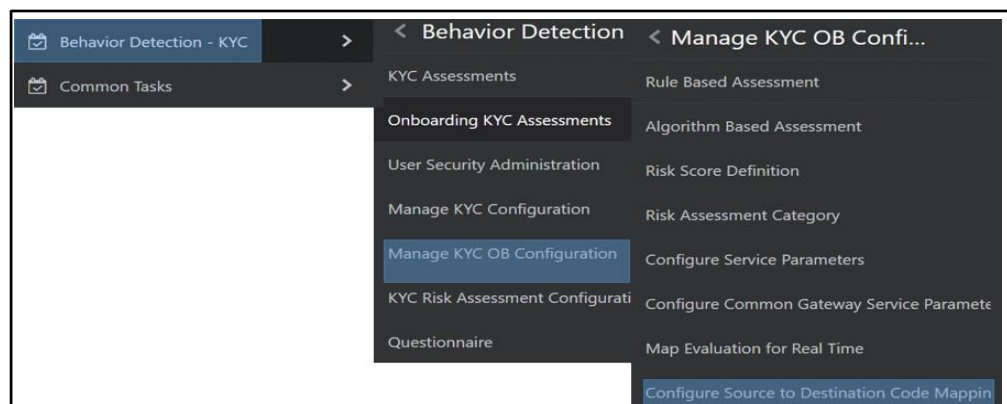 Behavior Detection - KYC
Common Tasks
Behavior Detection
KYC Assessments
Onboarding KYC Assessments
User Security Administration
Manage KYC Configuration
Manage KYC OB Configuration
KYC Risk Assessment Configurati
Questionnaire
Manage KYC OB Confi...
Rule Based Assessment
Algorithm Based Assessment
Risk Score Definition
Risk Assessment Category
Configure Service Parameters
Configure Common Gateway Service Paramete
Map Evaluation for Real Time
Configure Source to Destination Code Mappin